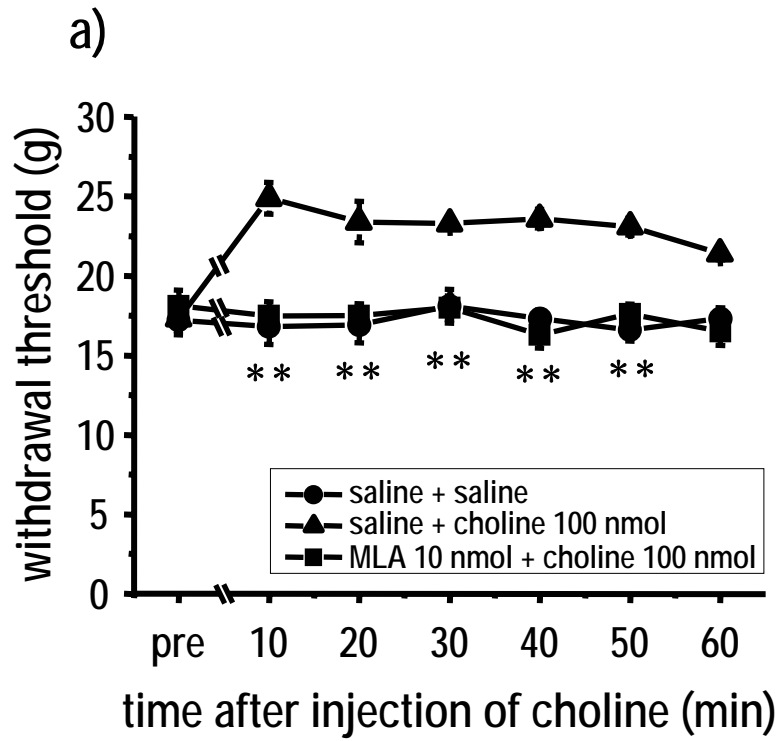 a)
withdrawal threshold (g)
30
25
20
15
10
5
0
** ** ** ** **
saline + saline
saline + choline 100 nmol
MLA 10 nmol + choline 100 nmol
pre 10 20 30 40 50 60
time after injection of choline (min)